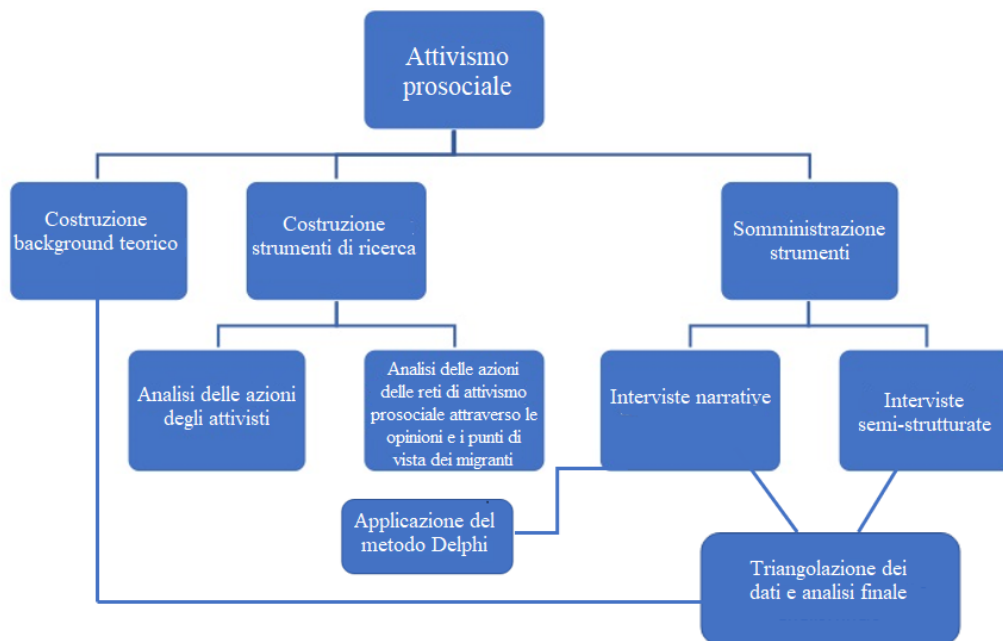 Attivismo
prosociale
Costruzione
background teorico
Costruzione
strumenti di ricerca
Somministrazione
strumenti
Analisi delle azioni
degli attivisti
Analisi delle azioni
delle reti di attivismo
prosociale attraverso le
opinioni e i punti di
vista dei migranti
Interviste narrative
Interviste
semi-strutturate
Applicazione del
metodo Delphi
Triangolazione dei
dati e analisi finale